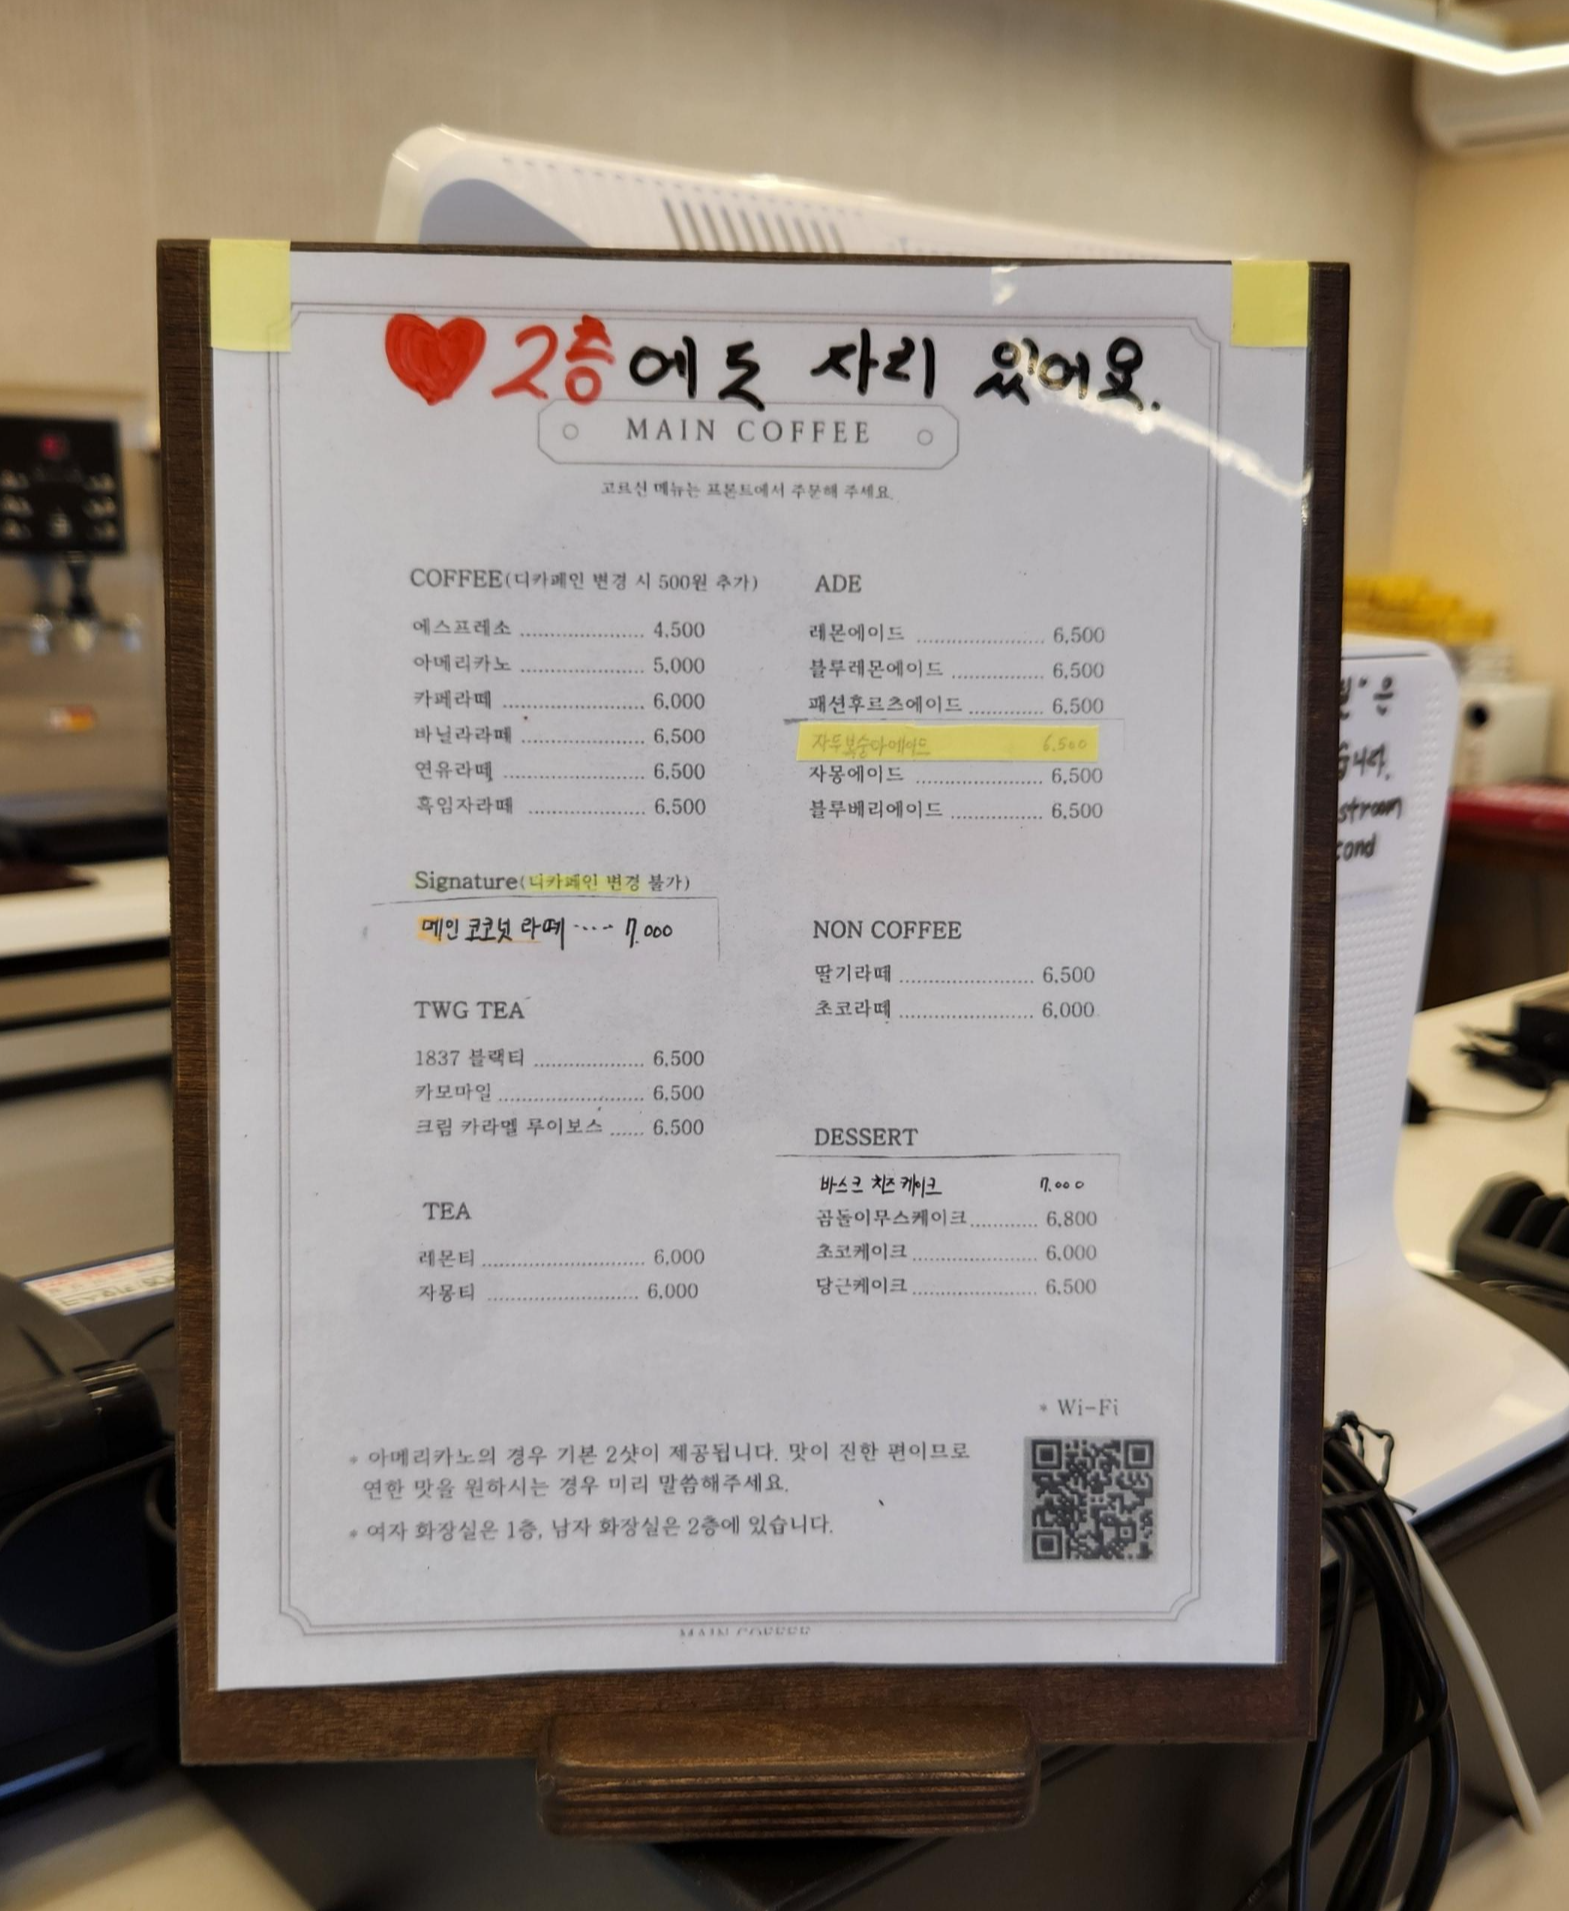 ♥ 2층에도 자리 있어요.
MAIN COFFEE
고르신 메뉴는 프론트에서 주문해 주세요.
COFFEE(디카페인 변경 시 500원 추가)
에스프레소 ..................... 4,500
아메리카노 ..................... 5,000
카페라떼 ........................ 6,000
바닐라라떼 ..................... 6,500
연유라떼 ........................ 6,500
흑임자라떼 .................... 6,500
Signature(디카페인 변경 불가)
메인 코코넛 라떼 ···· 7.000
TWG TEA
1837 블랙티 ................... 6,500
카모마일 ......................... 6,500
크림 카라멜 루이보스 ...... 6,500
TEA
레몬티 ............................ 6,000
자몽티 .......................... 6,000
ADE
레몬에이드 ...................... 6,500
블루레몬에이드 ................ 6,500
패션후르츠에이드 ............. 6,500
자두복숭아에이드 6.500
자몽에이드 ...................... 6,500
블루베리에이드 ................ 6,500
NON COFFEE
딸기라떼 ....................... 6,500
초코라떼 ....................... 6,000
DESSERT
바스크 치즈케이크 7.000
곰돌이무스케이크 ........... 6,800
초코케이크 ..................... 6,000
당근케이크 ..................... 6,500
* Wi-Fi
* 아메리카노의 경우 기본 2샷이 제공됩니다. 맛이 진한 편이므로
연한 맛을 원하시는 경우 미리 말씀해주세요.
* 여자 화장실은 1층, 남자 화장실은 2층에 있습니다.
MAIN COFFEE
은
습니다.